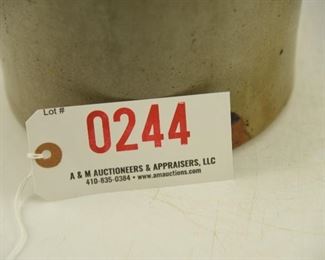 Lot #
0244
A & M AUCTIONEERS & APPRAISERS, LLC
410-835-0384 • www.amauctions.com